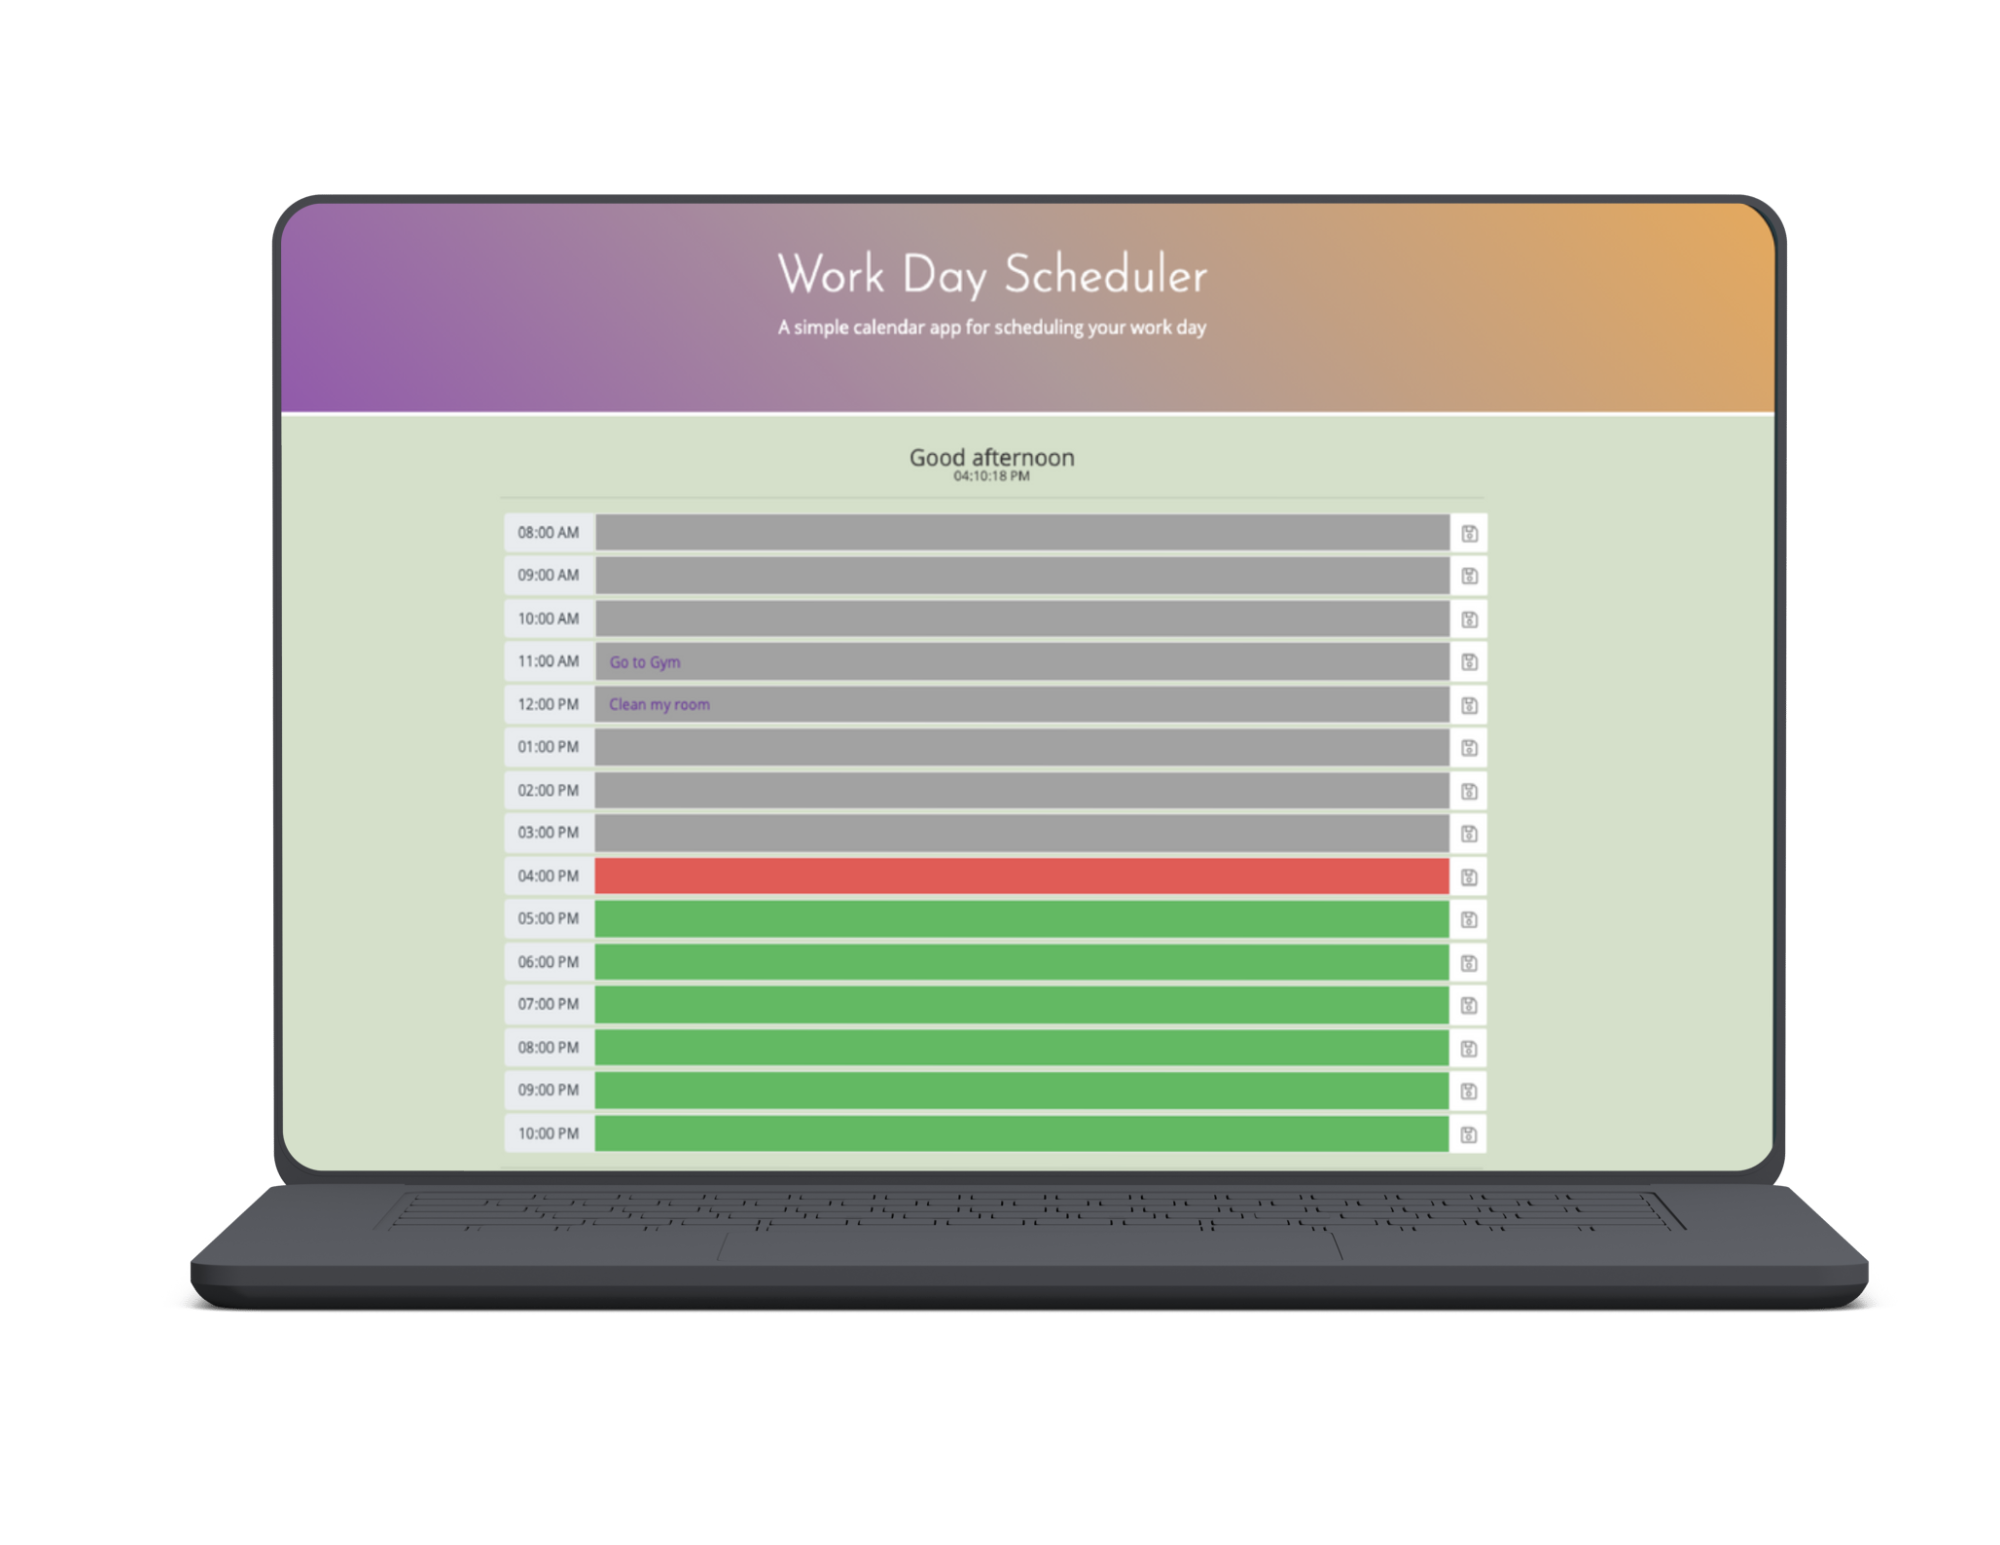 Work Day Scheduler
A simple calendar app for scheduling your work day
Good afternoon
04:10:18 PM
08:00 AM
09:00 AM
10:00 AM
11:00 AM Go to Gym
12:00 PM Clean my room
01:00 PM
02:00 PM
03:00 PM
04:00 PM
05:00 PM
06:00 PM
07:00 PM
08:00 PM
09:00 PM
10:00 PM